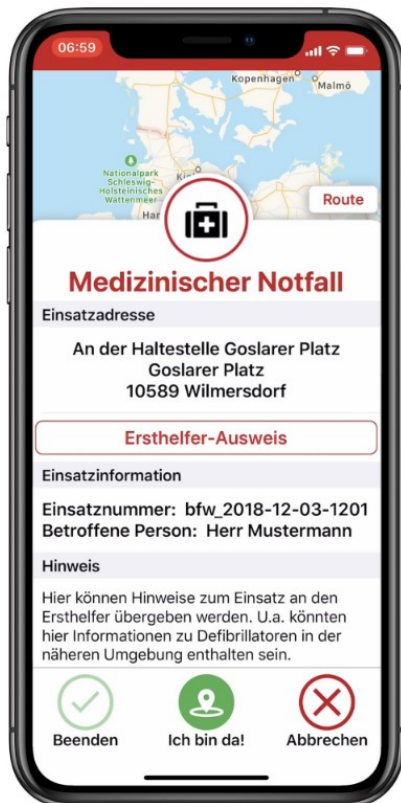 06:59
Kopenhagen
Malmö
Nationalpark
Schleswig-
Holsteinisches
Wattenmeer
Route
Medizinischer Notfall
Einsatzadresse
An der Haltestelle Goslarer Platz
Goslarer Platz
10589 Wilmersdorf
Ersthelfer-Ausweis
Einsatzinformation
Einsatznummer: bfw_2018-12-03-1201
Betroffene Person: Herr Mustermann
Hinweis
Hier können Hinweise zum Einsatz an den
Ersthelfer übergeben werden. U.a. könnten
hier Informationen zu Defibrillatoren in der
näheren Umgebung enthalten sein.
Beenden
Ich bin da!
Abbrechen